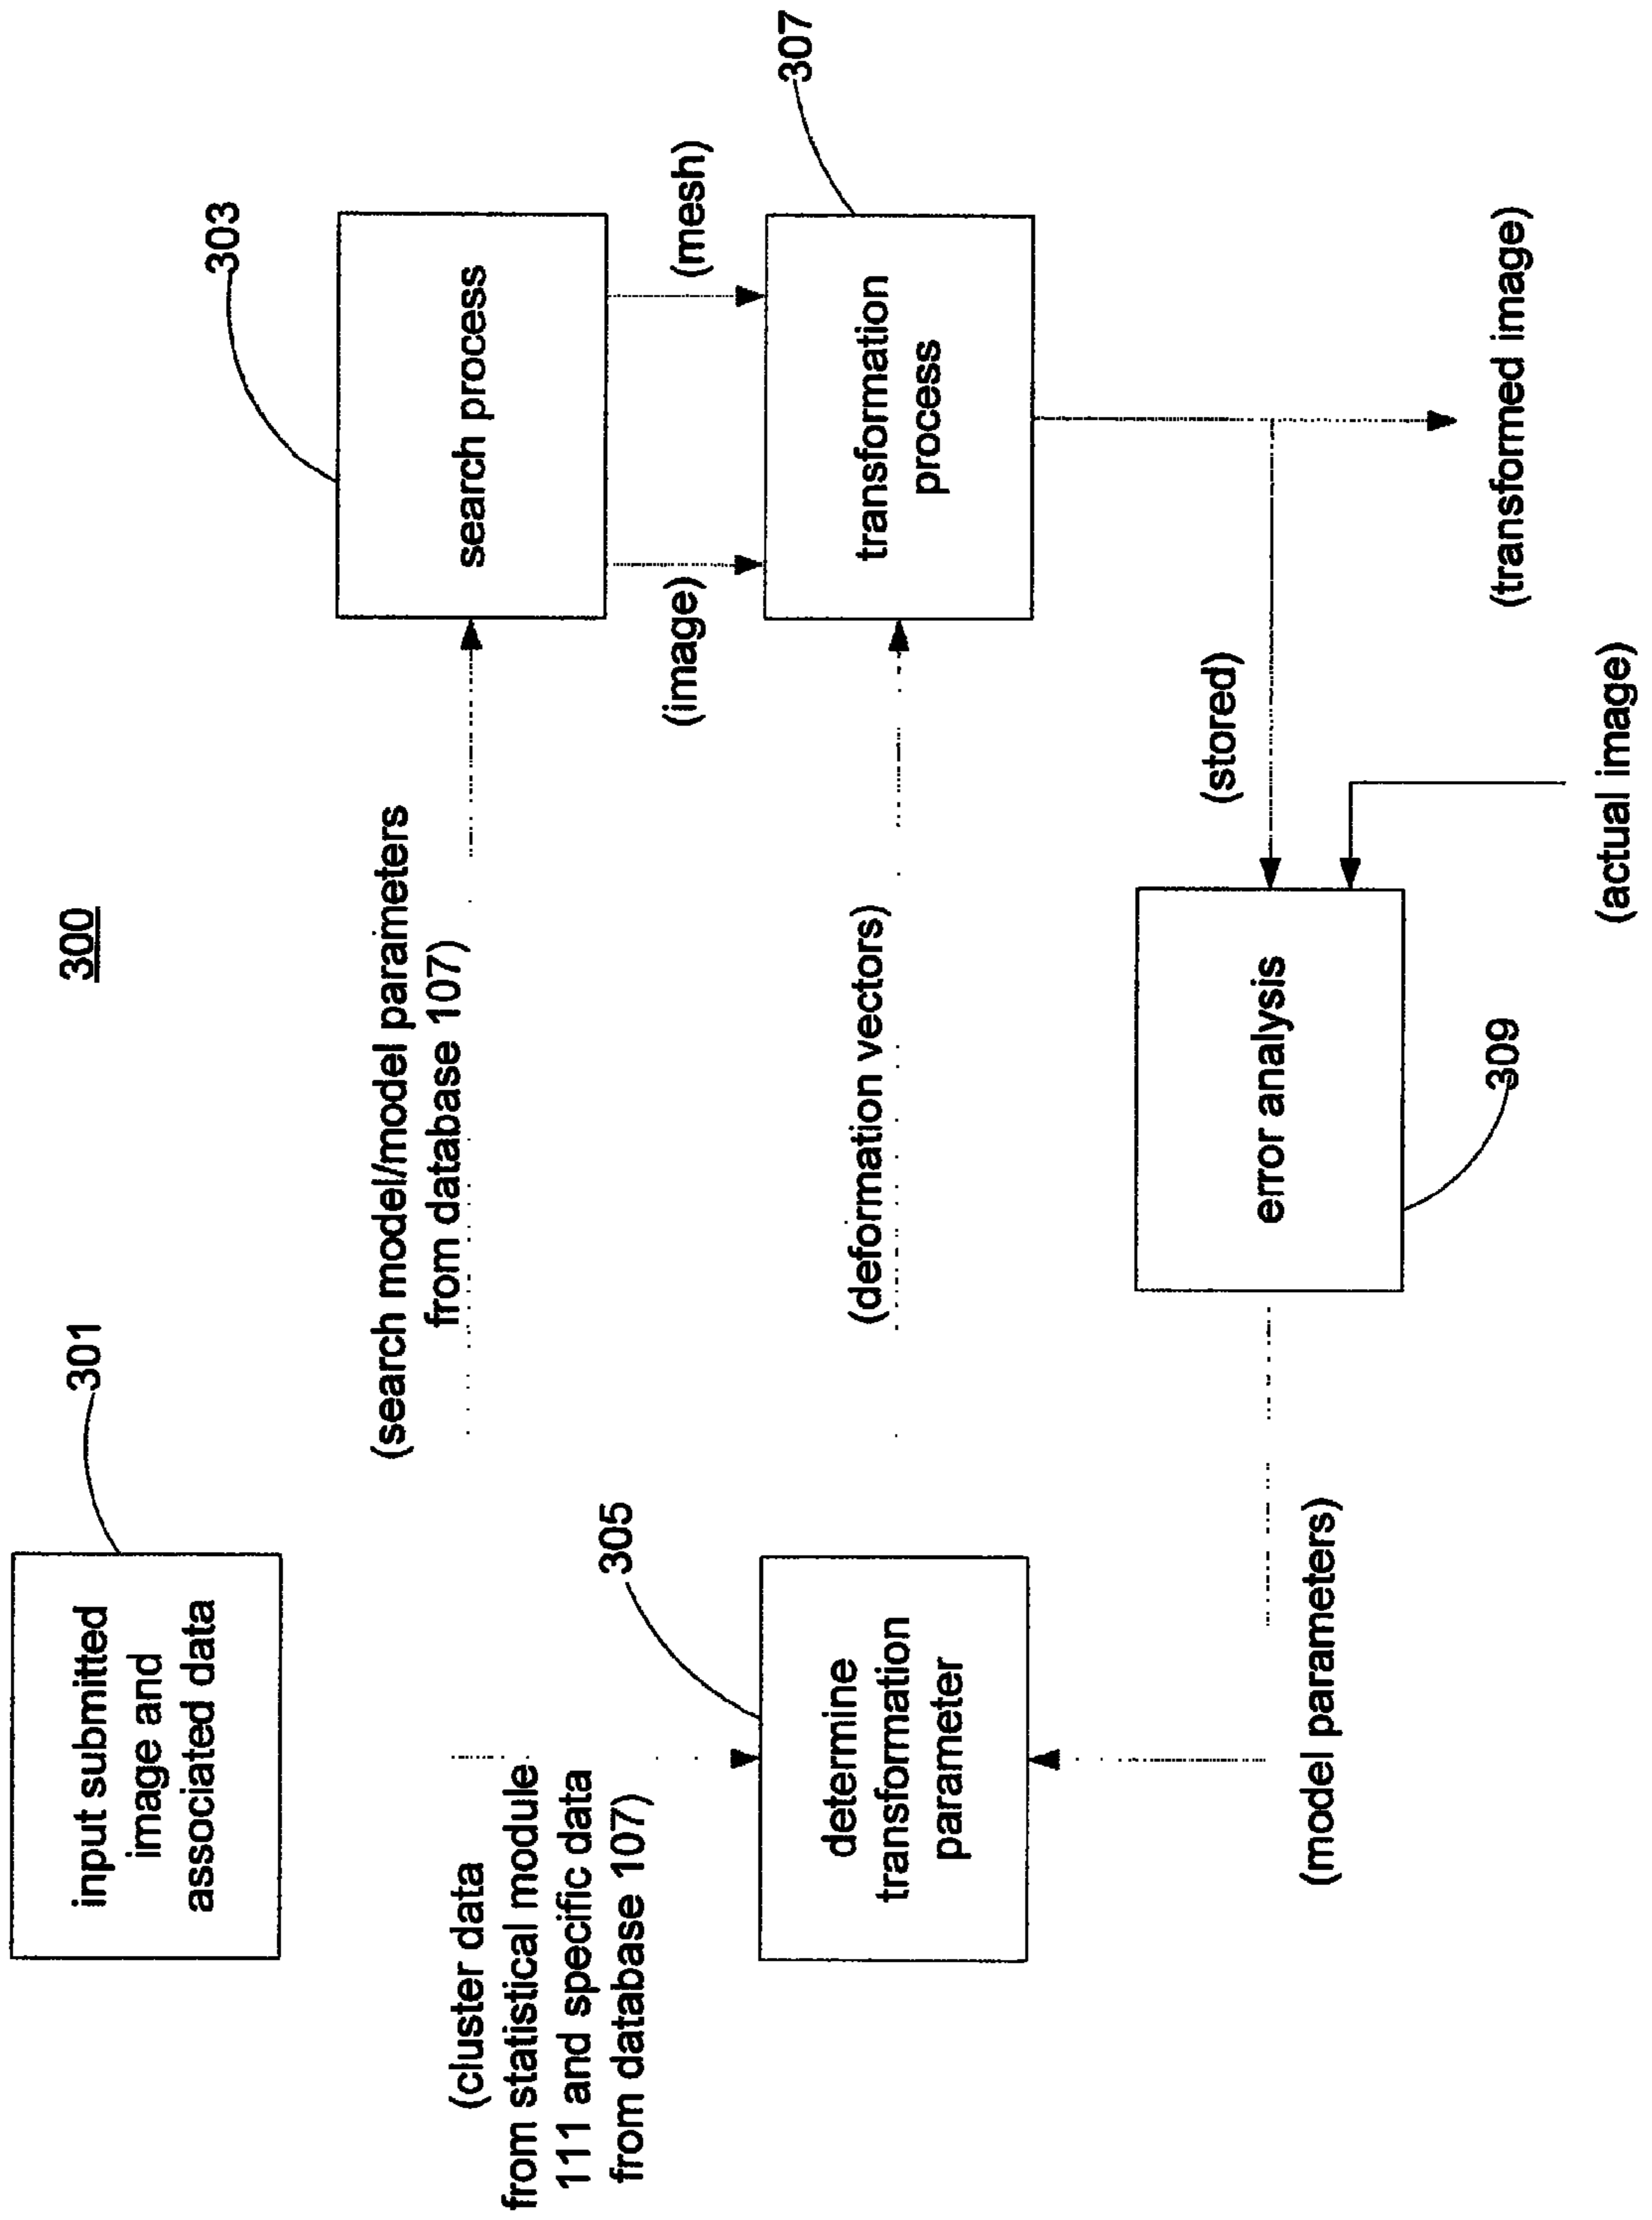 300
301
input submitted
image and
associated data
303
search process
(search model/model parameters
from database 107)
(cluster data
from statistical module
111 and specific data
from database 107)
305
determine
transformation
parameter
(image)
(mesh)
307
transformation
process
(deformation vectors)
(stored)
error analysis
309
(model parameters)
(actual image)
(transformed image)